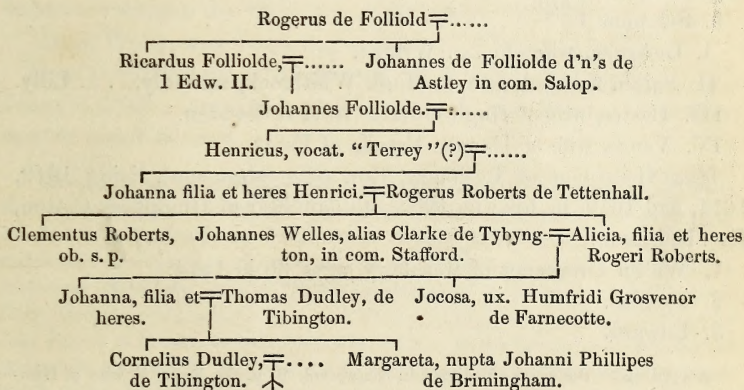 Rogerus de Folliold ......
Ricardus Folliolde, ...... Johannes de Folliolde d'n's de
1 Edw. II. Astley in com. Salop.
Johannes Folliolde. ......
Henricus, vocat. “Terrey”(?) ......
Johanna filia et heres Henrici. Rogerus Roberts de Tettenhall.
Clementus Roberts, Johannes Welles, alias Clarke de Tybyng- Alicia, filia et heres
ob. s. p. ton, in com. Stafford. Rogeri Roberts.
Johanna, filia et Thomas Dudley, de Jocosa, ux. Humfridi Grosvenor
heres. Tibington. de Farnecotte.
Cornelius Dudley, .... Margareta, nupta Johanni Phillipes
de Tibington. de Brimingham.